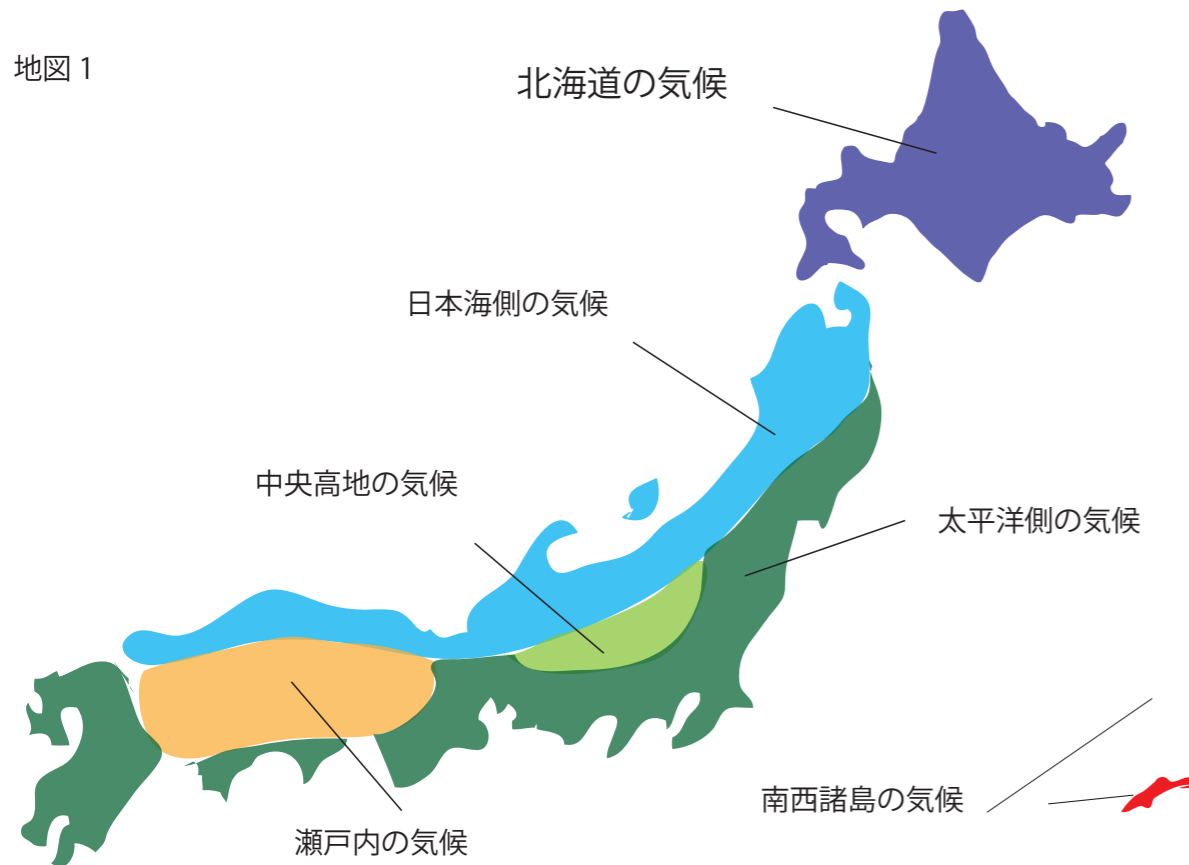 地図 1
北海道の気候
日本海側の気候
中央高地の気候
太平洋側の気候
南西諸島の気候
瀬戸内の気候